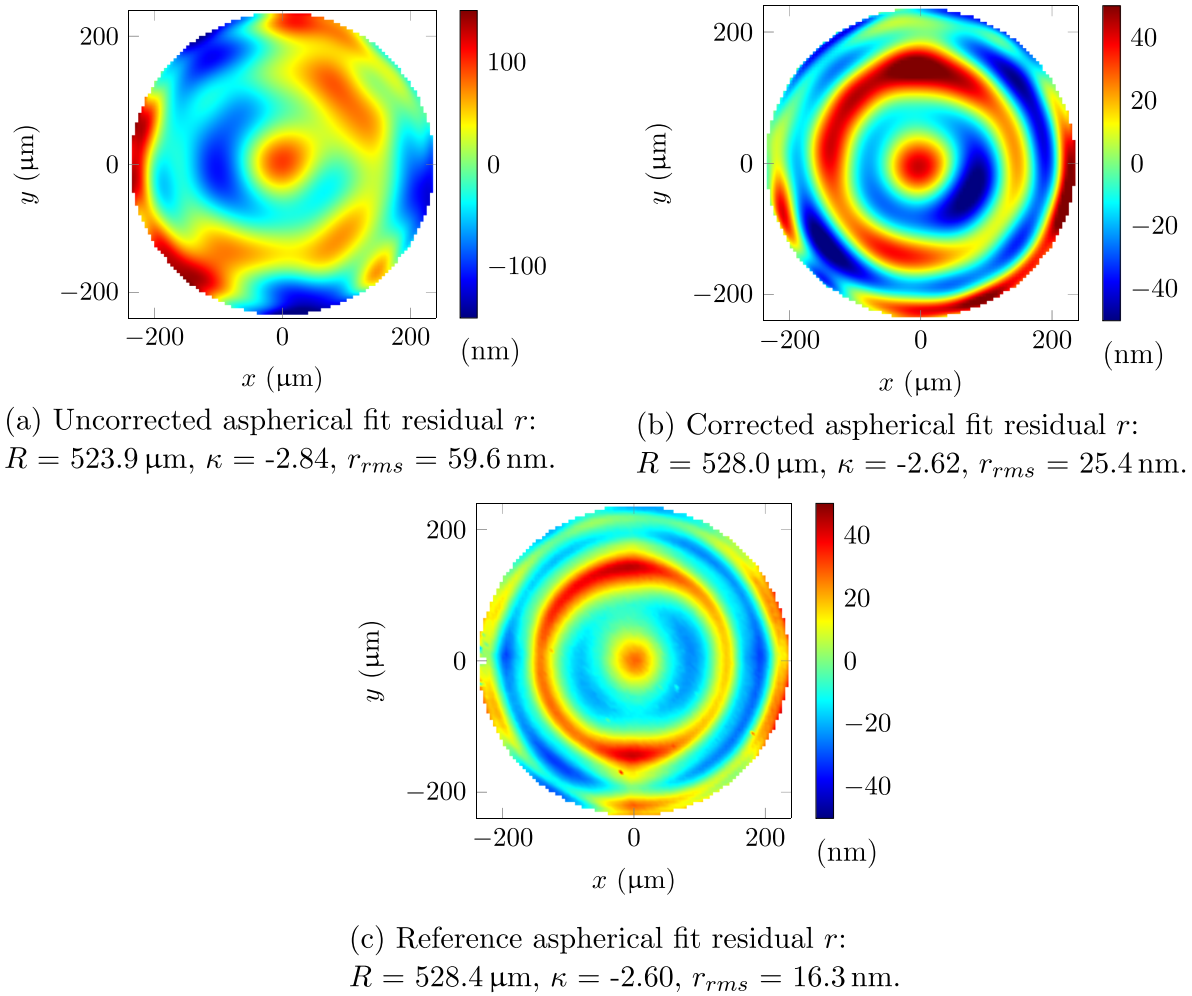 200
0
−200
y (μm)
−200 0 200
x (μm)
100
0
−100
(nm)
(a) Uncorrected aspherical fit residual r:
R = 523.9 μm, κ = -2.84, r_rms = 59.6 nm.
200
0
−200
y (μm)
−200 0 200
x (μm)
40
20
0
−20
−40
(nm)
(b) Corrected aspherical fit residual r:
R = 528.0 μm, κ = -2.62, r_rms = 25.4 nm.
200
0
−200
y (μm)
−200 0 200
x (μm)
40
20
0
−20
−40
(nm)
(c) Reference aspherical fit residual r:
R = 528.4 μm, κ = -2.60, r_rms = 16.3 nm.